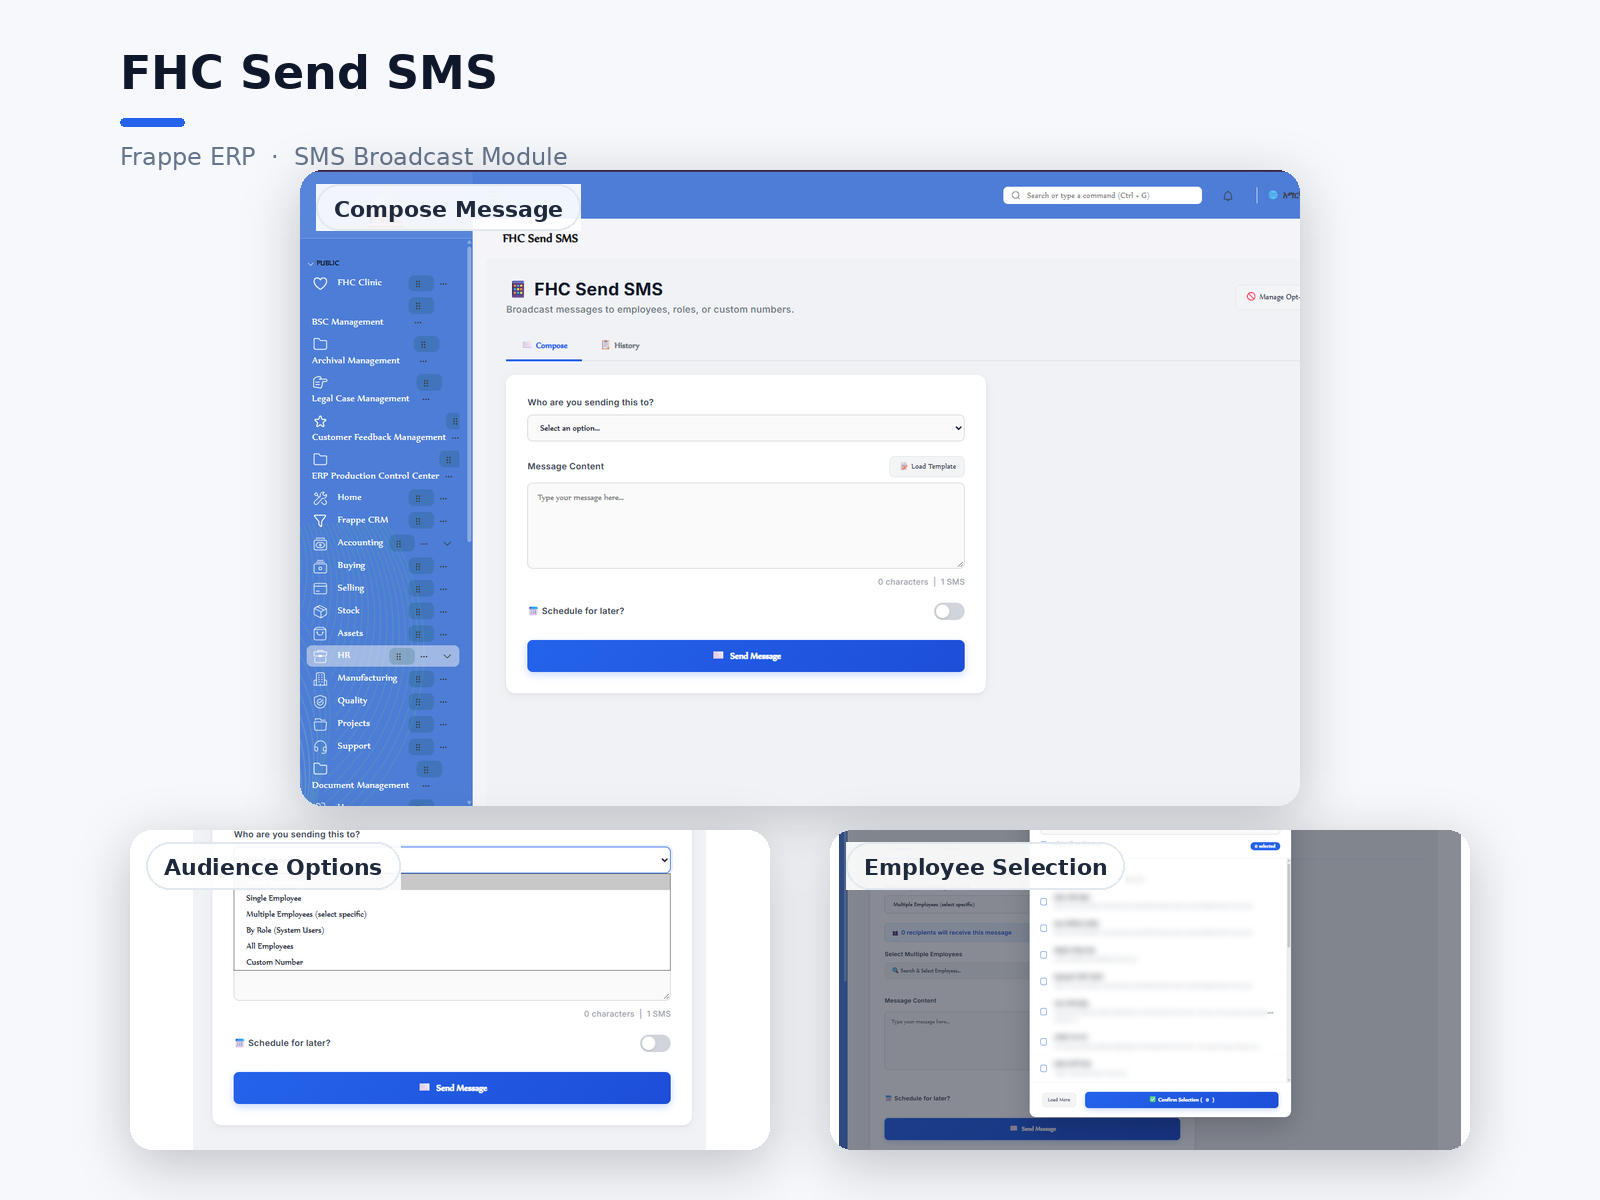 FHC Send SMS
Frappe ERP · SMS Broadcast Module
Compose Message
Search or type a command (Ctrl + G)
FHC Send SMS
PUBLIC
FHC Clinic
BSC Management
Archival Management
Legal Case Management
Customer Feedback Management
ERP Production Control Center
Home
Frappe CRM
Accounting
Buying
Selling
Stock
Assets
HR
Manufacturing
Quality
Projects
Support
Document Management
FHC Send SMS
Broadcast messages to employees, roles, or custom numbers.
Manage Opt-
Compose
History
Who are you sending this to?
Select an option...
Message Content
Load Template
Type your message here...
0 characters | 1 SMS
Schedule for later?
Send Message
Audience Options
Who are you sending this to?
Single Employee
Multiple Employees (select specific)
By Role (System Users)
All Employees
Custom Number
0 characters | 1 SMS
Schedule for later?
Send Message
Employee Selection
0 selected
Multiple Employees (select specific)
0 recipients will receive this message
Select Multiple Employees
Search & Select Employees...
Message Content
Type your message here...
Schedule for later?
Send Message
Load More
Confirm Selection ( 0 )